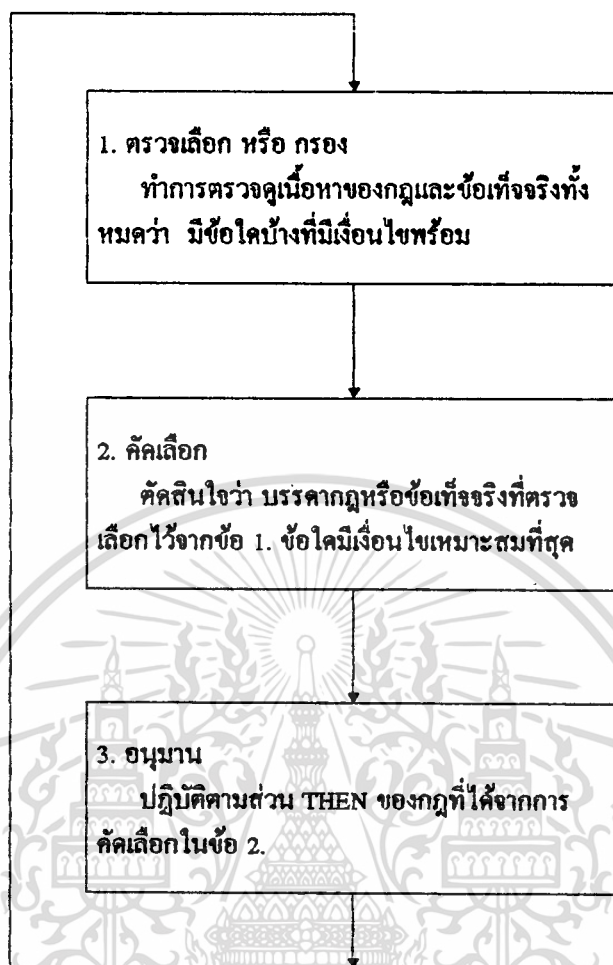 1. ตรวจเลือก หรือ กรอง
ทำการตรวจดูเนื้อหาของกฎและข้อเท็จจริงทั้ง
หมดว่า มีข้อใดบ้างที่มีเงื่อนไขพร้อม
2. คัดเลือก
ตัดสินใจว่า บรรดากฎหรือข้อเท็จจริงที่ตรวจ
เลือกไว้จากข้อ 1. ข้อใดมีเงื่อนไขเหมาะสมที่สุด
3. อนุมาน
ปฏิบัติตามส่วน THEN ของกฎที่ได้จากการ
คัดเลือกในข้อ 2.